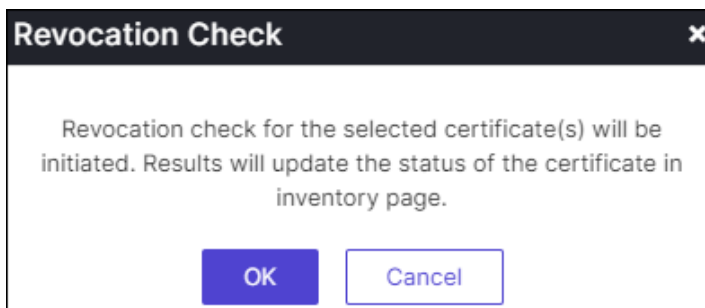 Revocation Check
Revocation check for the selected certificate(s) will be
initiated. Results will update the status of the certificate in
inventory page.
OK
Cancel